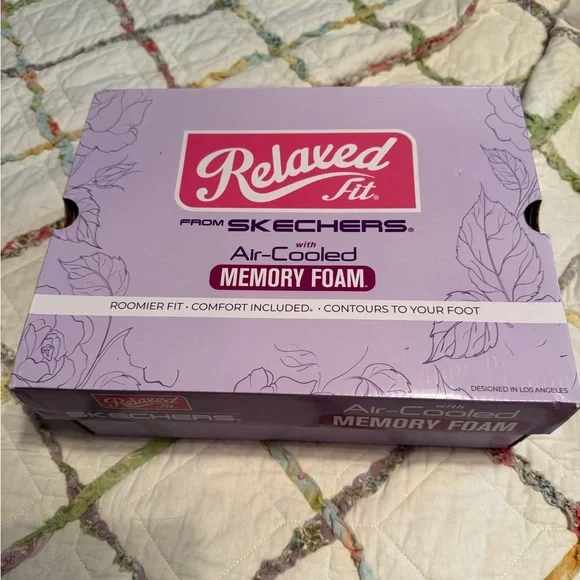 Relaxed
Fit®
FROM SKECHERS®
with
Air-Cooled
MEMORY FOAM
ROOMIER FIT · COMFORT INCLUDED® · CONTOURS TO YOUR FOOT
DESIGNED IN LOS ANGELES
Relaxed
Fit
SKECHERS
with
Air-Cooled
MEMORY FOAM